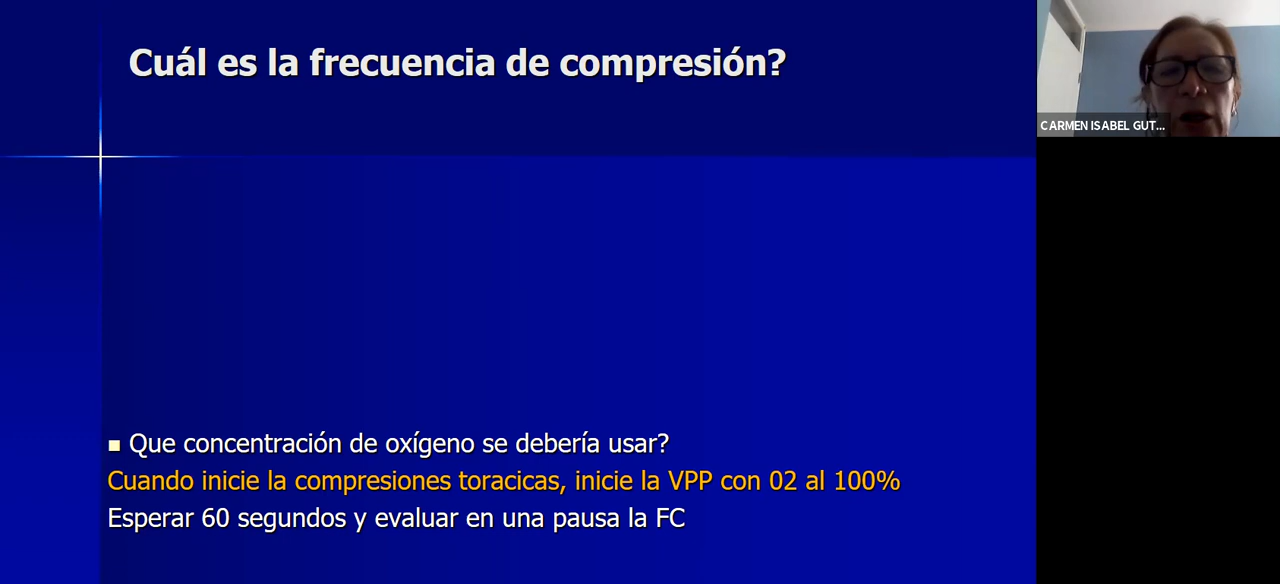 Cuál es la frecuencia de compresión?
CARMEN ISABEL GUT...
■ Que concentración de oxígeno se debería usar?
Cuando inicie la compresiones toracicas, inicie la VPP con 02 al 100%
Esperar 60 segundos y evaluar en una pausa la FC